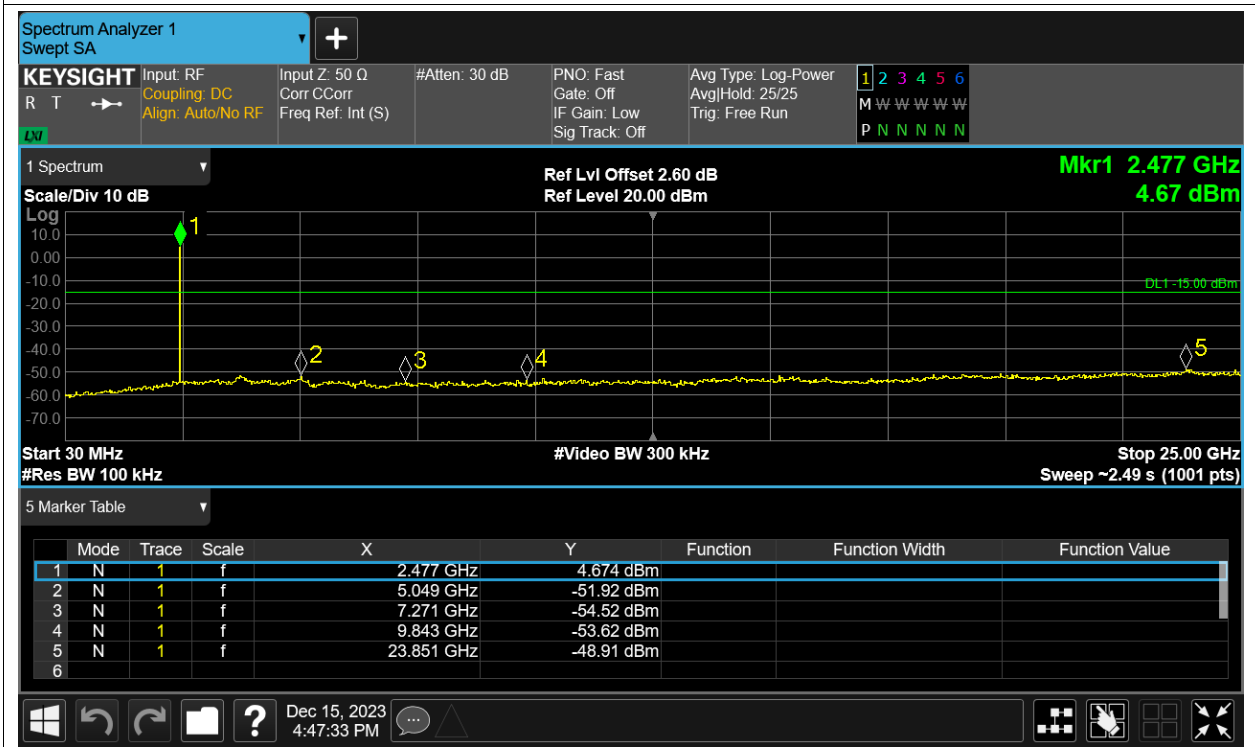 Spectrum Analyzer 1
Swept SA
+
KEYSIGHT Input: RF Input Z: 50 Ω #Atten: 30 dB PNO: Fast Avg Type: Log-Power 1 2 3 4 5 6
R T Coupling: DC Corr CCorr Gate: Off Avg|Hold: 25/25 M W W W W W
Align: Auto/No RF Freq Ref: Int (S) IF Gain: Low Trig: Free Run
LXI Sig Track: Off P N N N N N
1 Spectrum Ref Lvl Offset 2.60 dB Mkr1 2.477 GHz
Scale/Div 10 dB Ref Level 20.00 dBm 4.67 dBm
Log
1
10.0
0.00
-10.0
DL1 -15.00 dBm
-20.0
-30.0
-40.0
2 3 4 5
-50.0
-60.0
-70.0
Start 30 MHz #Video BW 300 kHz Stop 25.00 GHz
#Res BW 100 kHz Sweep ~2.49 s (1001 pts)
5 Marker Table
Mode Trace Scale X Y Function Function Width Function Value
1 N 1 f 2.477 GHz 4.674 dBm
2 N 1 f 5.049 GHz -51.92 dBm
3 N 1 f 7.271 GHz -54.52 dBm
4 N 1 f 9.843 GHz -53.62 dBm
5 N 1 f 23.851 GHz -48.91 dBm
6
? Dec 15, 2023
4:47:33 PM